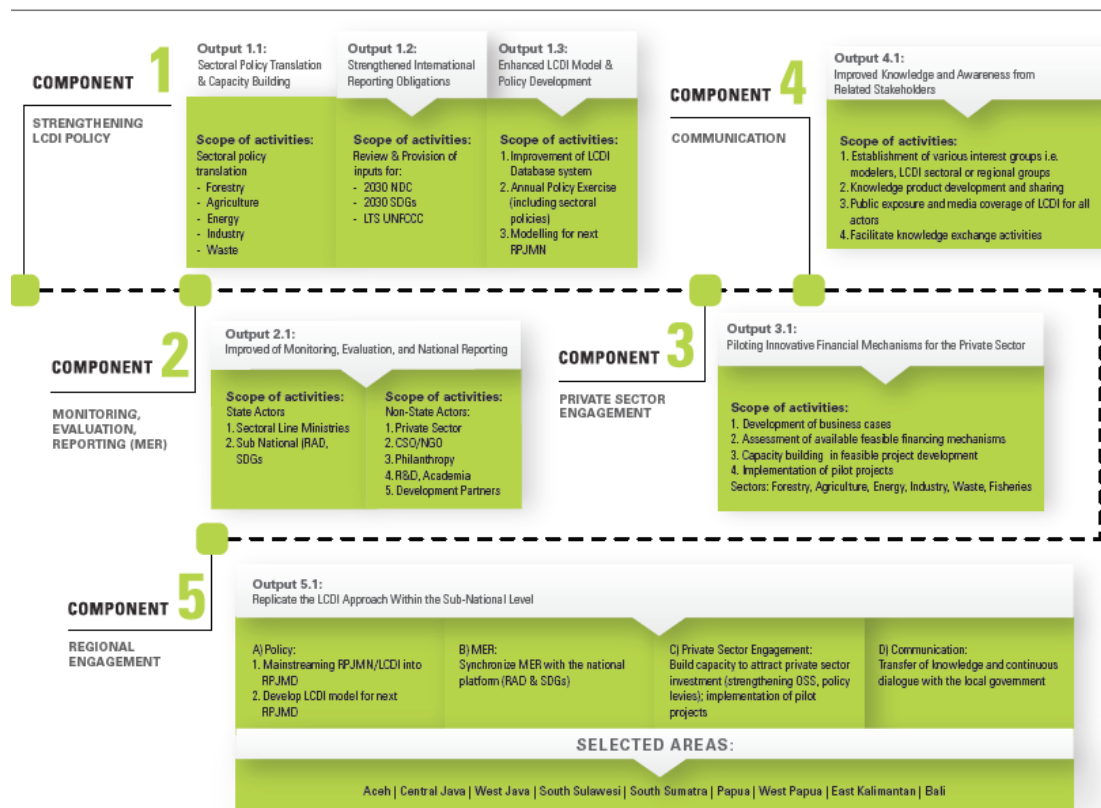 COMPONENT 1
STRENGTHENING
LCDI POLICY
Output 1.1:
Sectoral Policy Translation
& Capacity Building
Scope of activities:
Sectoral policy
translation
- Forestry
- Agriculture
- Energy
- Industry
- Waste
Output 1.2:
Strengthened International
Reporting Obligations
Scope of activities:
Review & Provision of
inputs for:
- 2030 NDC
- 2030 SDGs
- LTS UNFCCC
Output 1.3:
Enhanced LCDI Model &
Policy Development
Scope of activities:
1. Improvement of LCDI
Database system
2. Annual Policy Exercise
(including sectoral
policies)
3. Modelling for next
RPJMN
COMPONENT 4
COMMUNICATION
Output 4.1:
Improved Knowledge and Awareness from
Related Stakeholders
Scope of activities:
1. Establishment of various interest groups i.e.
modelers, LCDI sectoral or regional groups
2. Knowledge product development and sharing
3. Public exposure and media coverage of LCDI for all
actors
4. Facilitate knowledge exchange activities
COMPONENT 2
MONITORING,
EVALUATION,
REPORTING (MER)
Output 2.1:
Improved of Monitoring, Evaluation, and National Reporting
Scope of activities:
State Actors
1. Sectoral Line Ministries
2. Sub National (RAD,
SDGs
Scope of activities:
Non-State Actors:
1. Private Sector
2. CSO/NGO
3. Philanthropy
4. R&D, Academia
5. Development Partners
COMPONENT 3
PRIVATE SECTOR
ENGAGEMENT
Output 3.1:
Piloting Innovative Financial Mechanisms for the Private Sector
Scope of activities:
1. Development of business cases
2. Assessment of available feasible financing mechanisms
3. Capacity building in feasible project development
4. Implementation of pilot projects
Sectors: Forestry, Agriculture, Energy, Industry, Waste, Fisheries
COMPONENT 5
REGIONAL
ENGAGEMENT
Output 5.1:
Replicate the LCDI Approach Within the Sub-National Level
A) Policy:
1. Mainstreaming RPJMN/LCDI into
RPJMD
2. Develop LCDI model for next
RPJMD
B) MER:
Synchronize MER with the national
platform (RAD & SDGs)
C) Private Sector Engagement:
Build capacity to attract private sector
investment (strengthening OSS, policy
levies); implementation of pilot
projects
D) Communication:
Transfer of knowledge and continuous
dialogue with the local government
SELECTED AREAS:
Aceh | Central Java | West Java | South Sulawesi | South Sumatra | Papua | West Papua | East Kalimantan | Bali